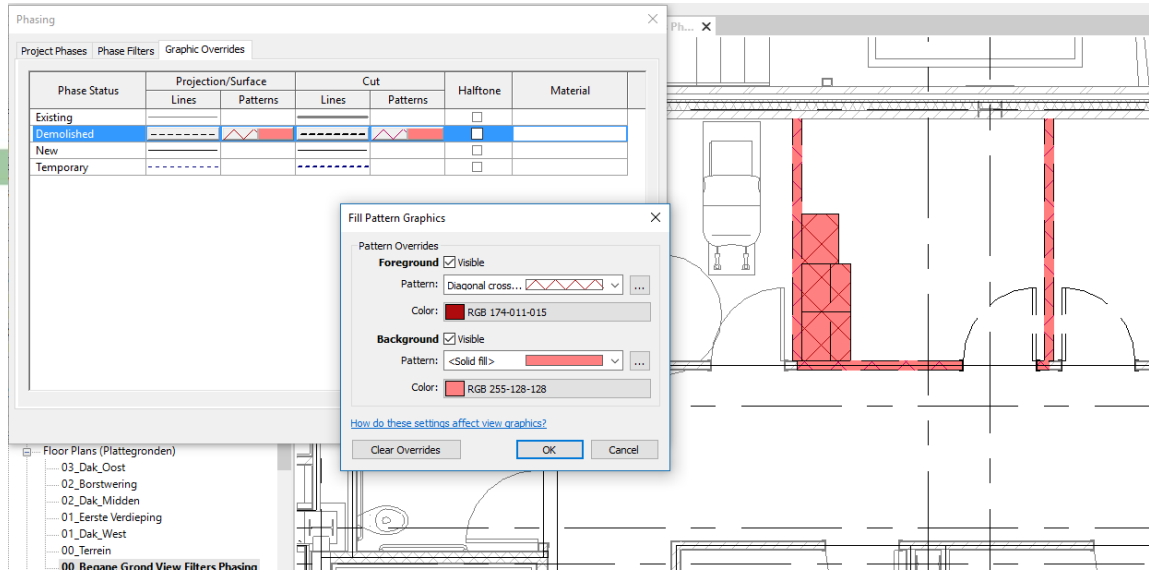 Phasing
Ph...
Project Phases Phase Filters Graphic Overrides
Phase Status Projection/Surface Cut Halftone Material
Lines Patterns Lines Patterns
Existing
Demolished
New
Temporary
Fill Pattern Graphics
Pattern Overrides
Foreground Visible
Pattern: Diagonal cross... ...
Color: RGB 174-011-015
Background Visible
Pattern: <Solid fill> ...
Color: RGB 255-128-128
How do these settings affect view graphics?
Clear Overrides OK Cancel
Floor Plans (Plattegronden)
03_Dak_Oost
02_Borstwering
02_Dak_Midden
01_Eerste Verdieping
01_Dak_West
00_Terrein
00_Begane Grond View Filters Phasing